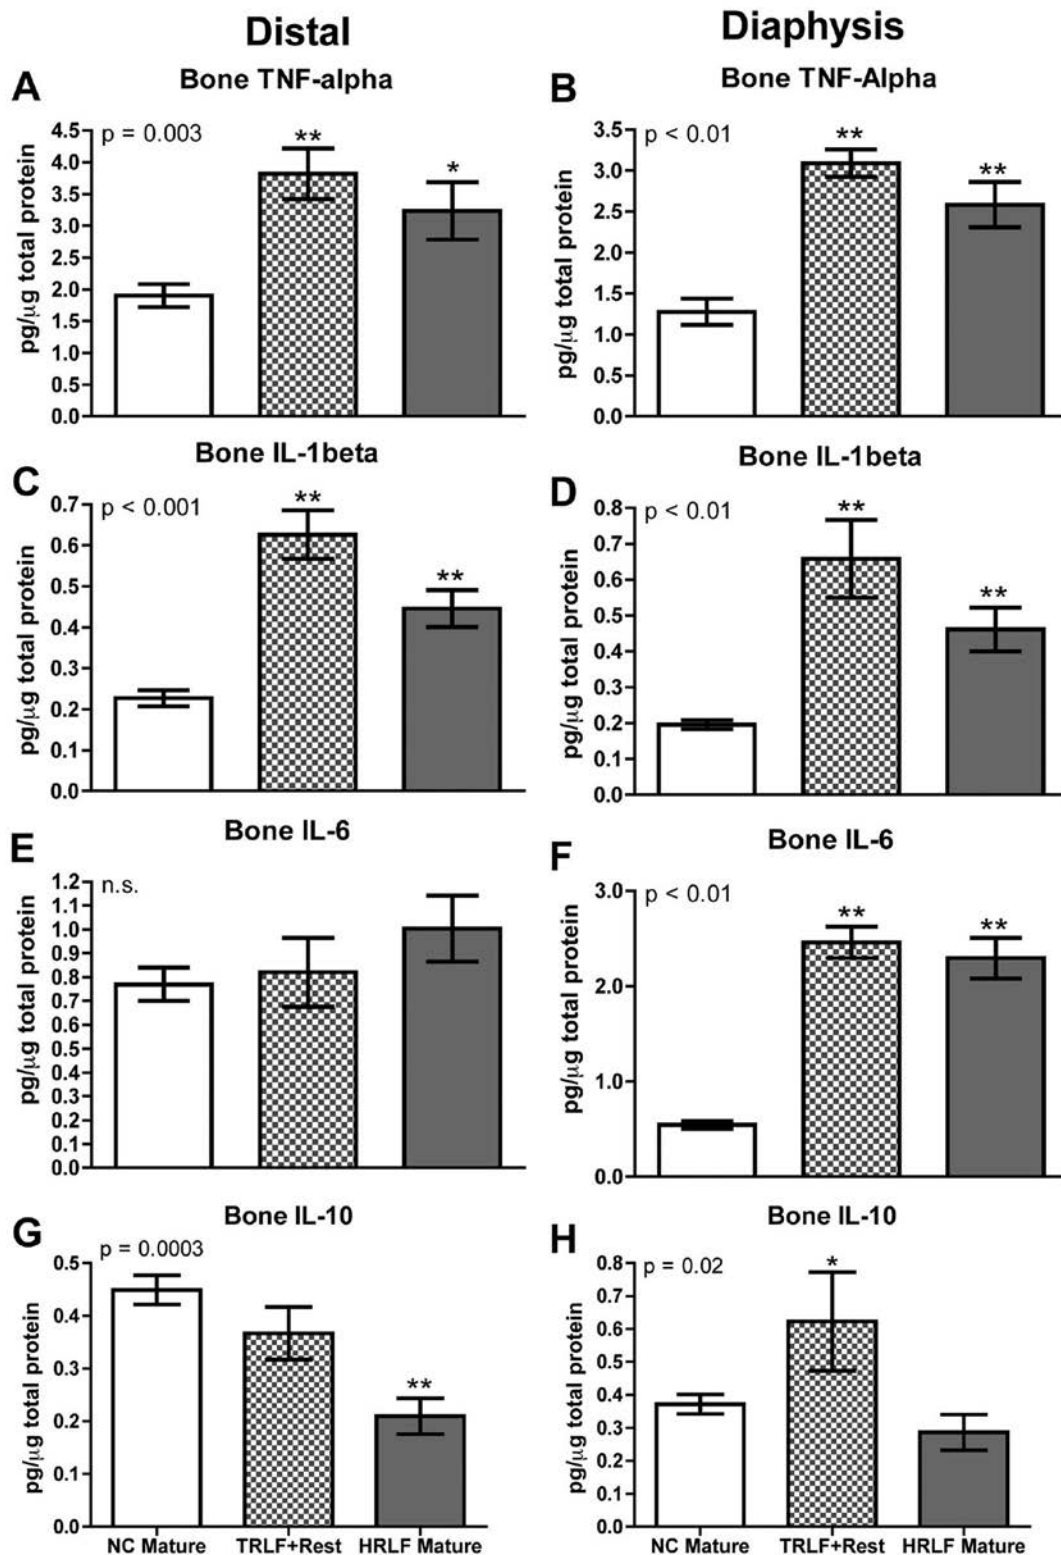 Distal
Diaphysis
A
Bone TNF-alpha
p = 0.003
pg/µg total protein
4.5
4.0
3.5
3.0
2.5
2.0
1.5
1.0
0.5
0.0
**
*
B
Bone TNF-Alpha
p < 0.01
pg/µg total protein
3.5
3.0
2.5
2.0
1.5
1.0
0.5
0.0
**
**
C
Bone IL-1beta
p < 0.001
pg/µg total protein
0.7
0.6
0.5
0.4
0.3
0.2
0.1
0.0
**
**
D
Bone IL-1beta
p < 0.01
pg/µg total protein
0.8
0.7
0.6
0.5
0.4
0.3
0.2
0.1
0.0
**
**
E
Bone IL-6
n.s.
pg/µg total protein
1.2
1.1
1.0
0.9
0.8
0.7
0.6
0.5
0.4
0.3
0.2
0.1
0.0
F
Bone IL-6
p < 0.01
pg/µg total protein
3.0
2.0
1.0
0.0
**
**
G
Bone IL-10
p = 0.0003
pg/µg total protein
0.5
0.4
0.3
0.2
0.1
0.0
**
NC Mature TRLF+Rest HRLF Mature
H
Bone IL-10
p = 0.02
pg/µg total protein
0.8
0.7
0.6
0.5
0.4
0.3
0.2
0.1
0.0
*
NC Mature TRLF+Rest HRLF Mature